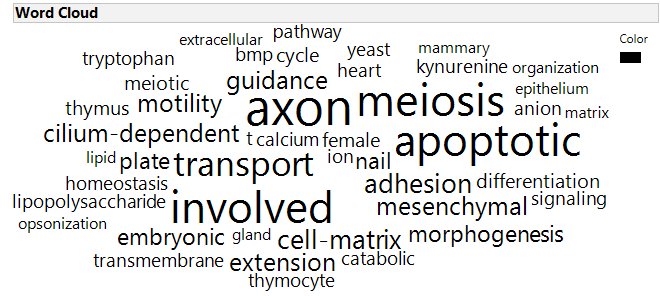 Word Cloud
pathway
Color
extracellular
mammary
yeast
tryptophan
bmp
cycle
kynurenine
organization
heart
guidance
meiotic
epithelium
axon
meiosis
motility
thymus
anion
matrix
cilium-dependent
t
calcium
female
apoptotic
lipid
plate
transport
ion
nail
homeostasis
adhesion
differentiation
lipopolysaccharide
involved
mesenchymal
signaling
opsonization
embryonic
gland
cell-matrix
morphogenesis
transmembrane
extension
catabolic
thymocyte